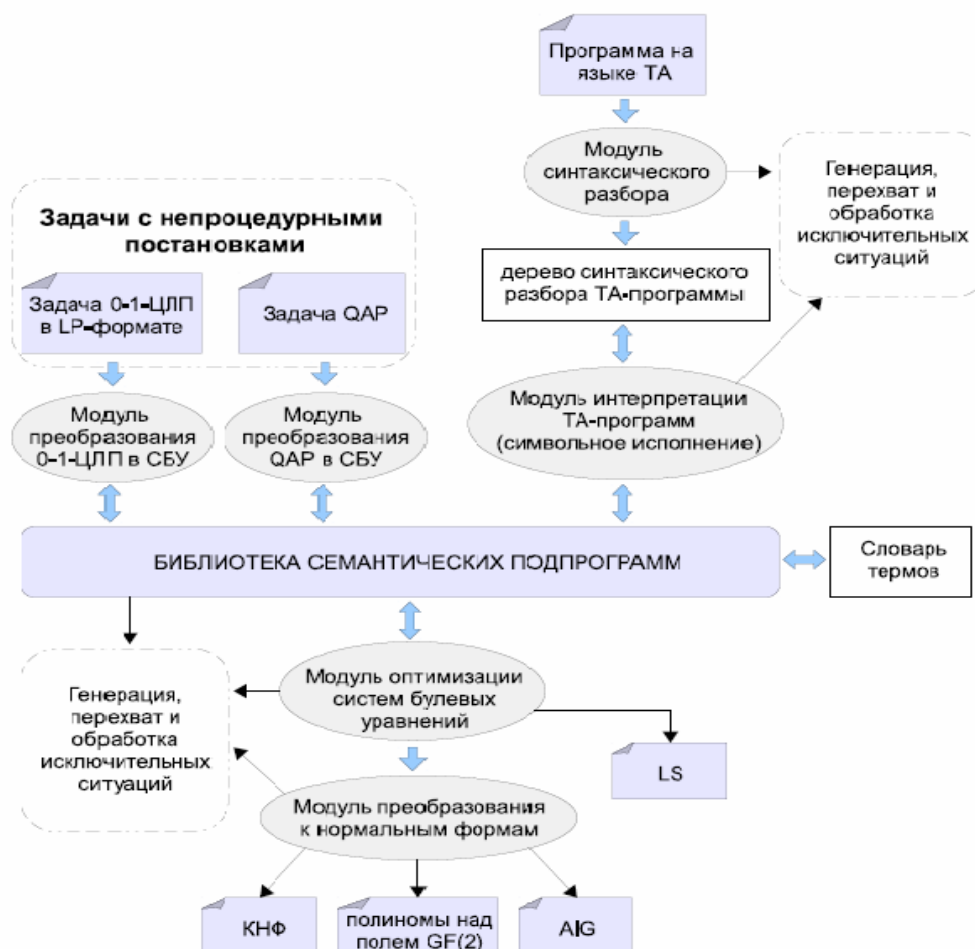 Программа на
языке ТА
Модуль
синтаксического
разбора
Генерация,
перехват и
обработка
исключительных
ситуаций
Задачи с непроцедурными
постановками
дерево синтаксического
разбора ТА-программы
Задача 0-1-ЦЛП
в LP-формате
Задача QAP
Модуль интерпретации
ТА-программ
(символьное исполнение)
Модуль
преобразования
0-1-ЦЛП в СБУ
Модуль
преобразования
QAP в СБУ
БИБЛИОТЕКА СЕМАНТИЧЕСКИХ ПОДПРОГРАММ
Словарь
термов
Модуль оптимизации
систем булевых
уравнений
Генерация,
перехват и
обработка
исключительных
ситуаций
LS
Модуль преобразования
к нормальным формам
КНФ
полиномы над
полем GF(2)
AIG